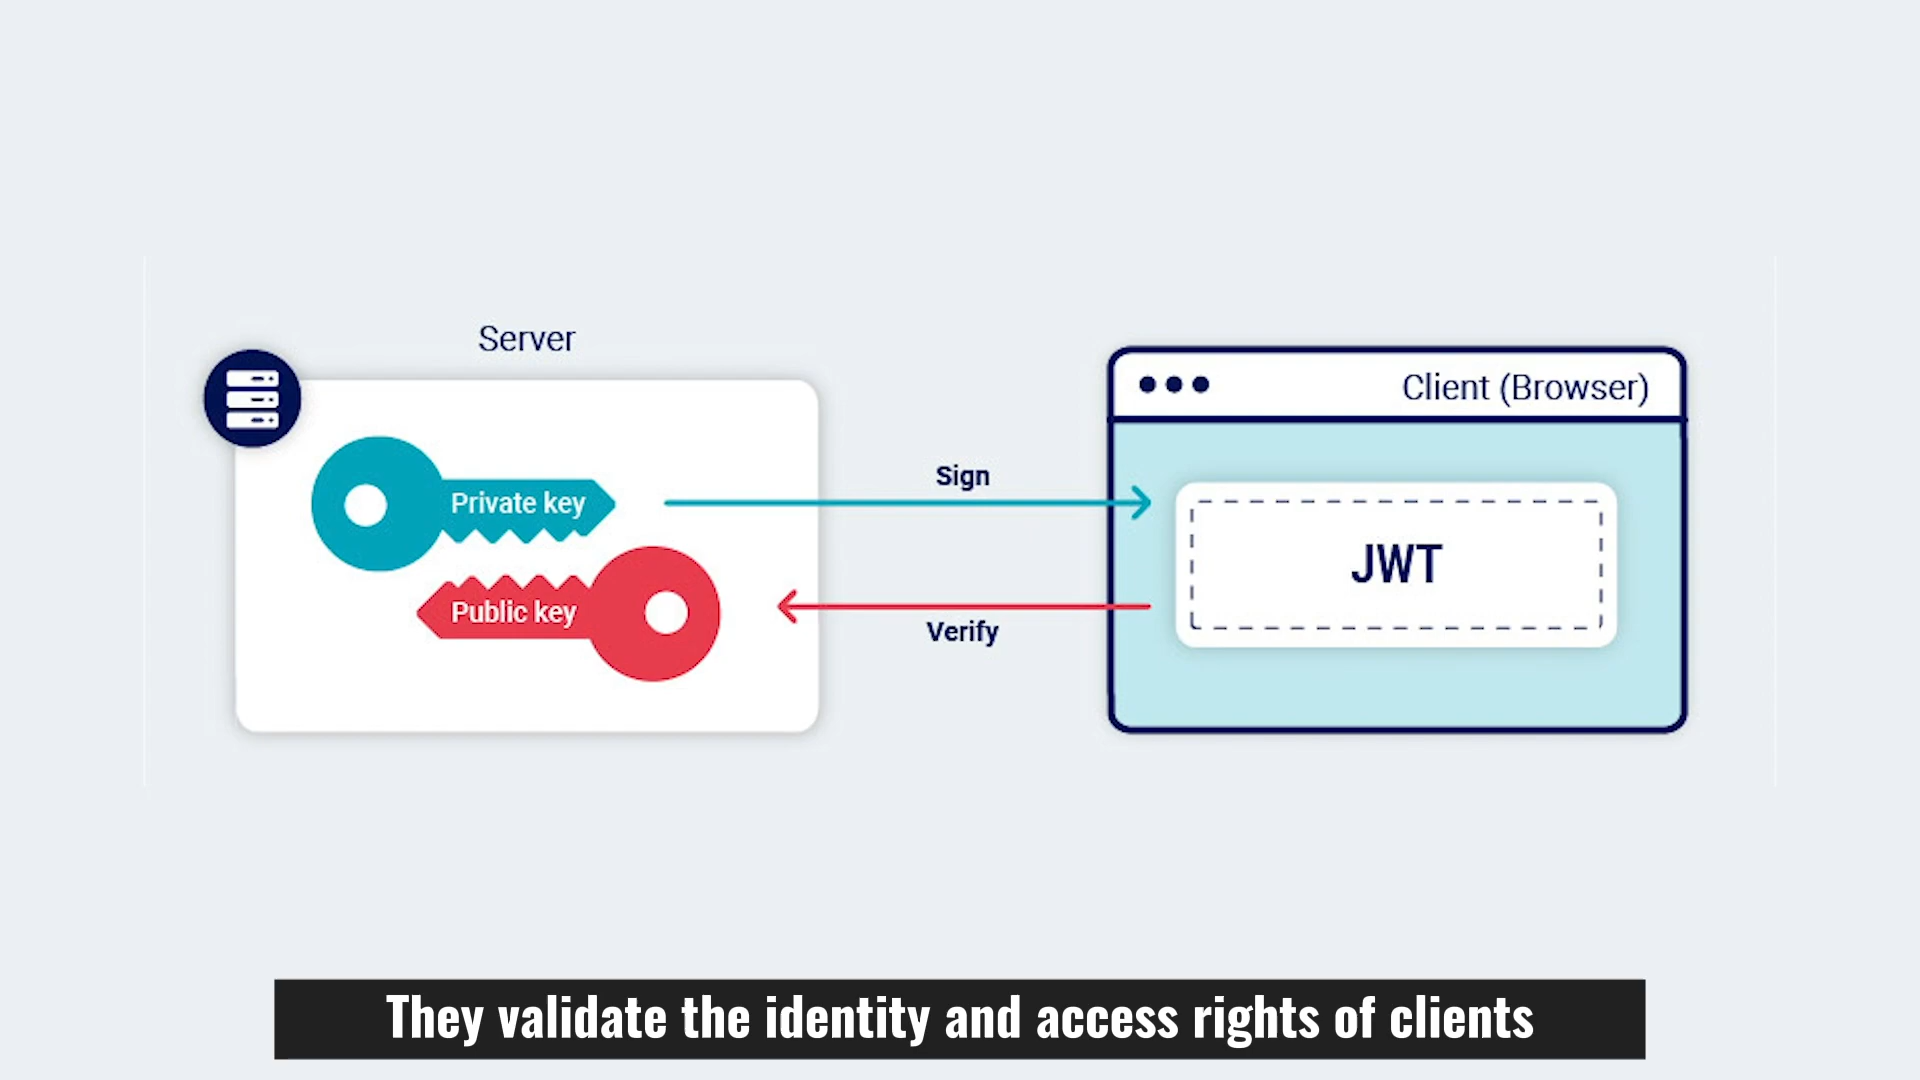 Server
Client (Browser)
Private key
Sign
JWT
Public key
Verify
They validate the identity and access rights of clients